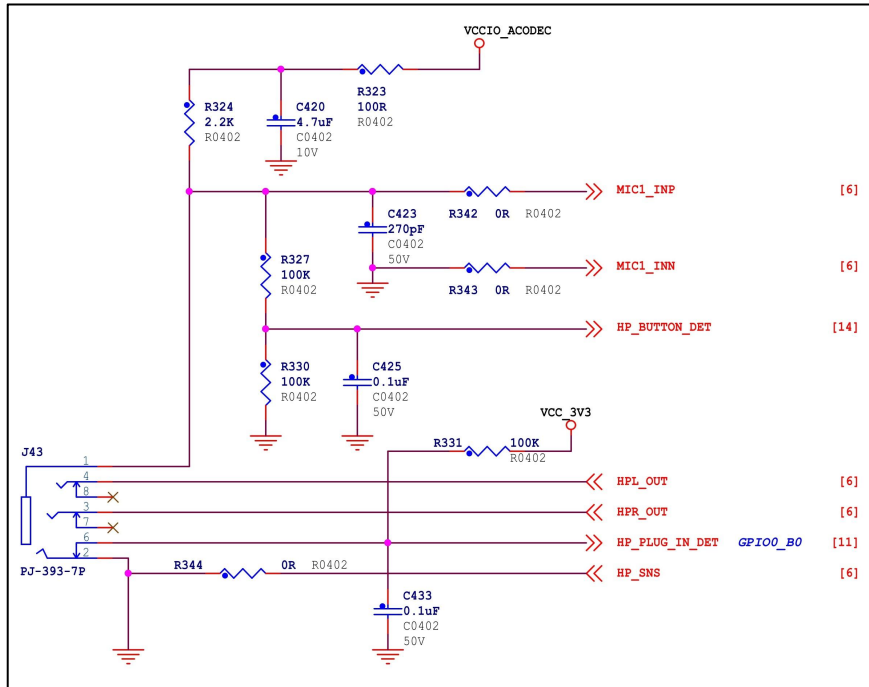 VCCIO_ACODEC
R324
2.2K
R0402
C420
4.7uF
C0402
10V
R323
100R
R0402
MIC1_INP [6]
R342 0R R0402
C423
270pF
C0402
50V
R327
100K
R0402
MIC1_INN [6]
R343 0R R0402
HP_BUTTON_DET [14]
R330
100K
R0402
C425
0.1uF
C0402
50V
VCC_3V3
R331 100K
R0402
J43
1
4
8
3
7
6
2
PJ-393-7P
HPL_OUT [6]
HPR_OUT [6]
HP_PLUG_IN_DET GPIO0_B0 [11]
R344 0R R0402
HP_SNS [6]
C433
0.1uF
C0402
50V